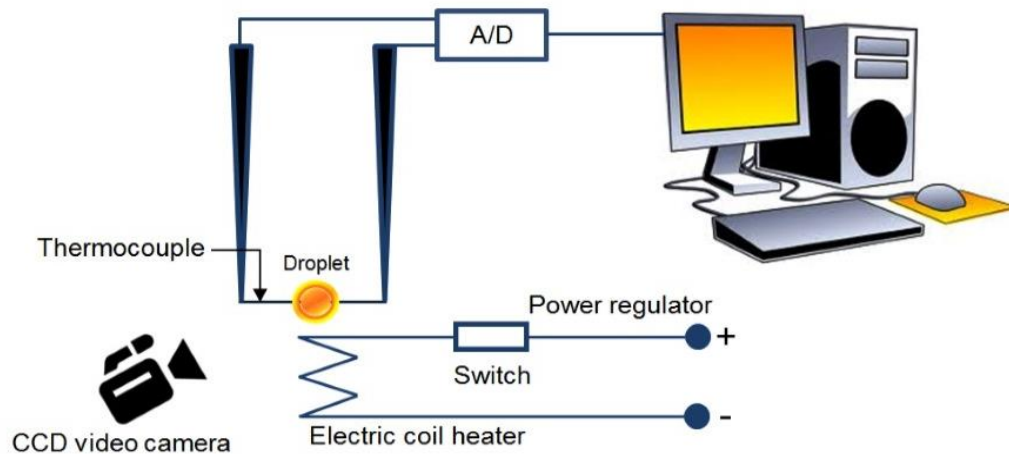 A/D
Thermocouple
Droplet
Power regulator
+
Switch
-
Electric coil heater
CCD video camera